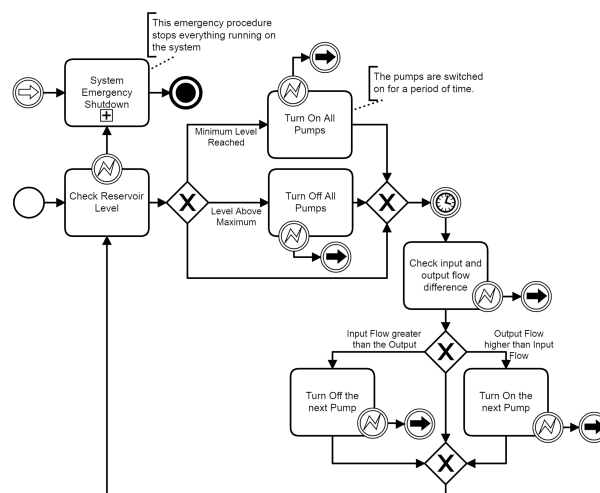 This emergency procedure
stops everything running on
the system
System
Emergency
Shutdown
The pumps are switched
on for a period of time.
Turn On All
Pumps
Minimum Level
Reached
Check Reservoir
Level
Turn Off All
Pumps
Level Above
Maximum
Check input and
output flow
difference
Input Flow greater
than the Output
Output Flow
higher than Input
Flow
Turn Off the
next Pump
Turn On the
next Pump